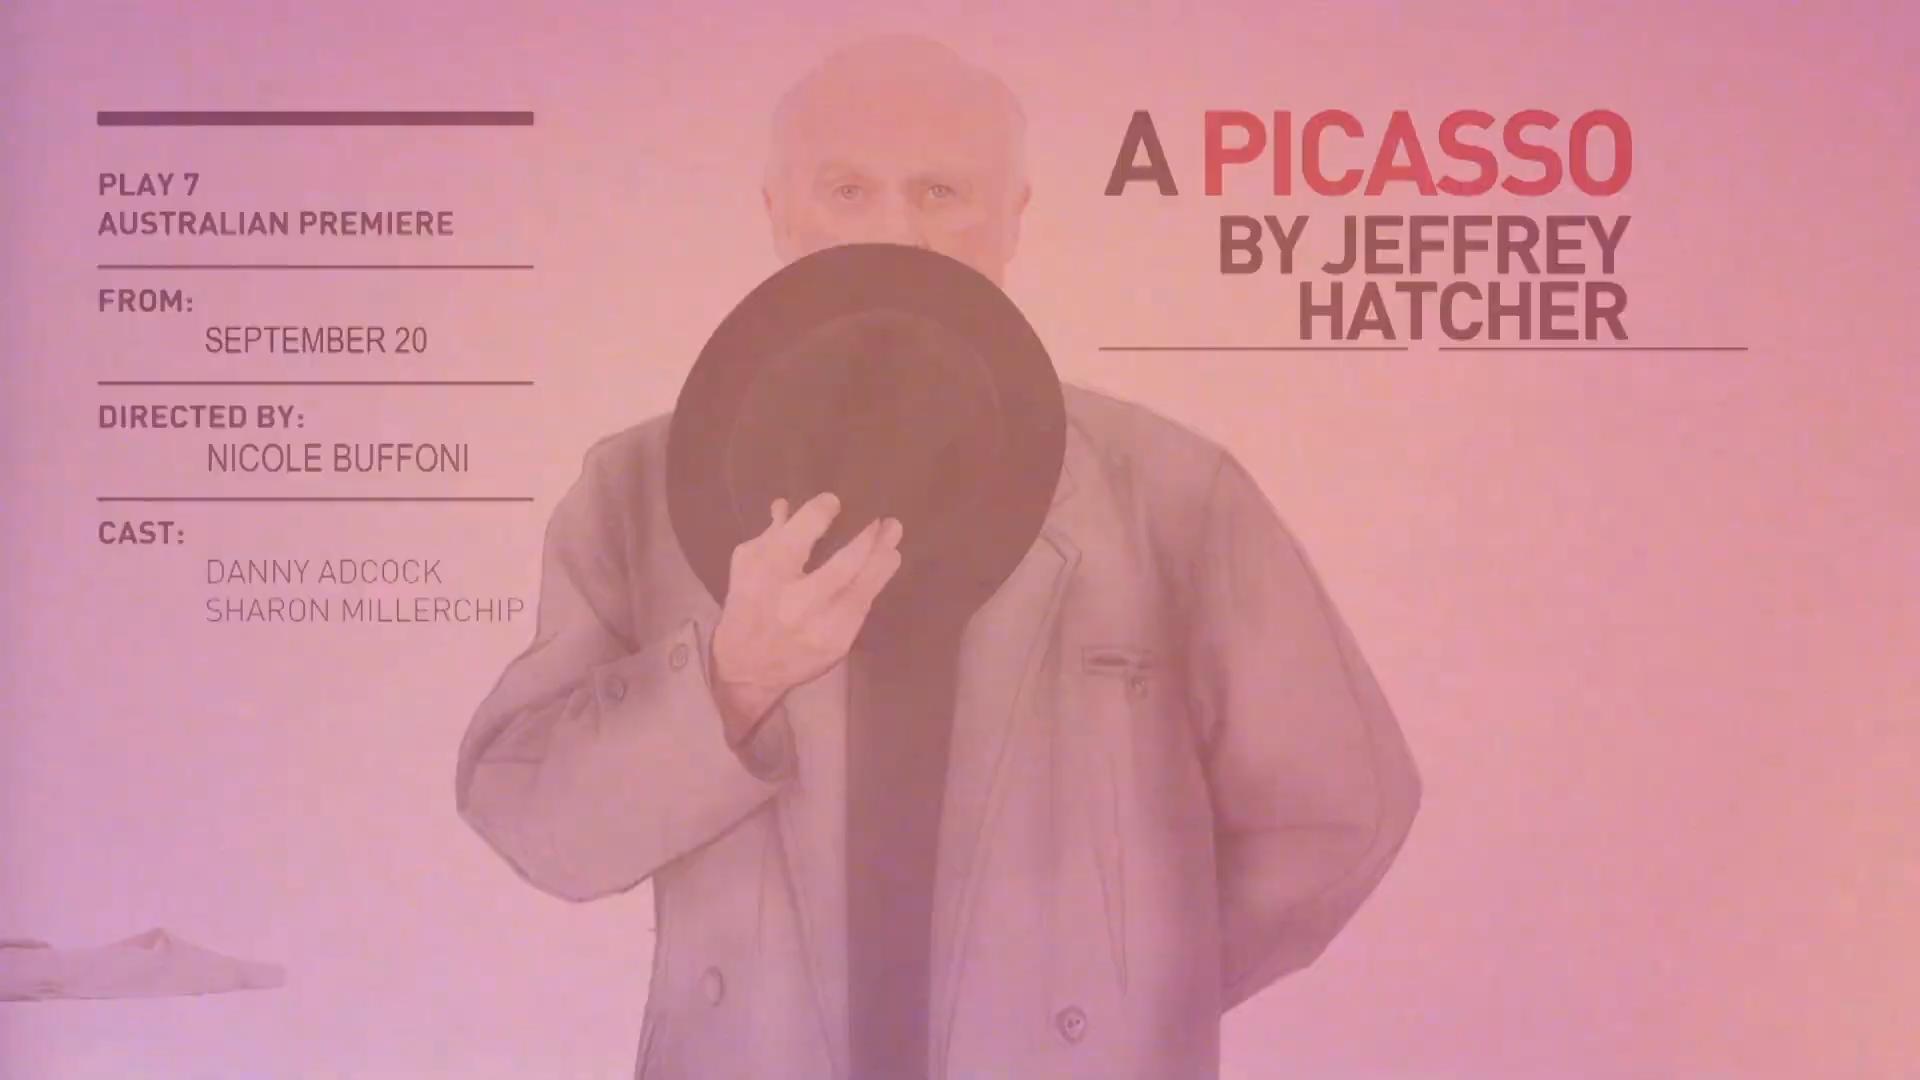 PLAY 7
AUSTRALIAN PREMIERE
FROM:
SEPTEMBER 20
DIRECTED BY:
NICOLE BUFFONI
CAST:
DANNY ADCOCK
SHARON MILLERCHIP
A PICASSO
BY JEFFREY
HATCHER